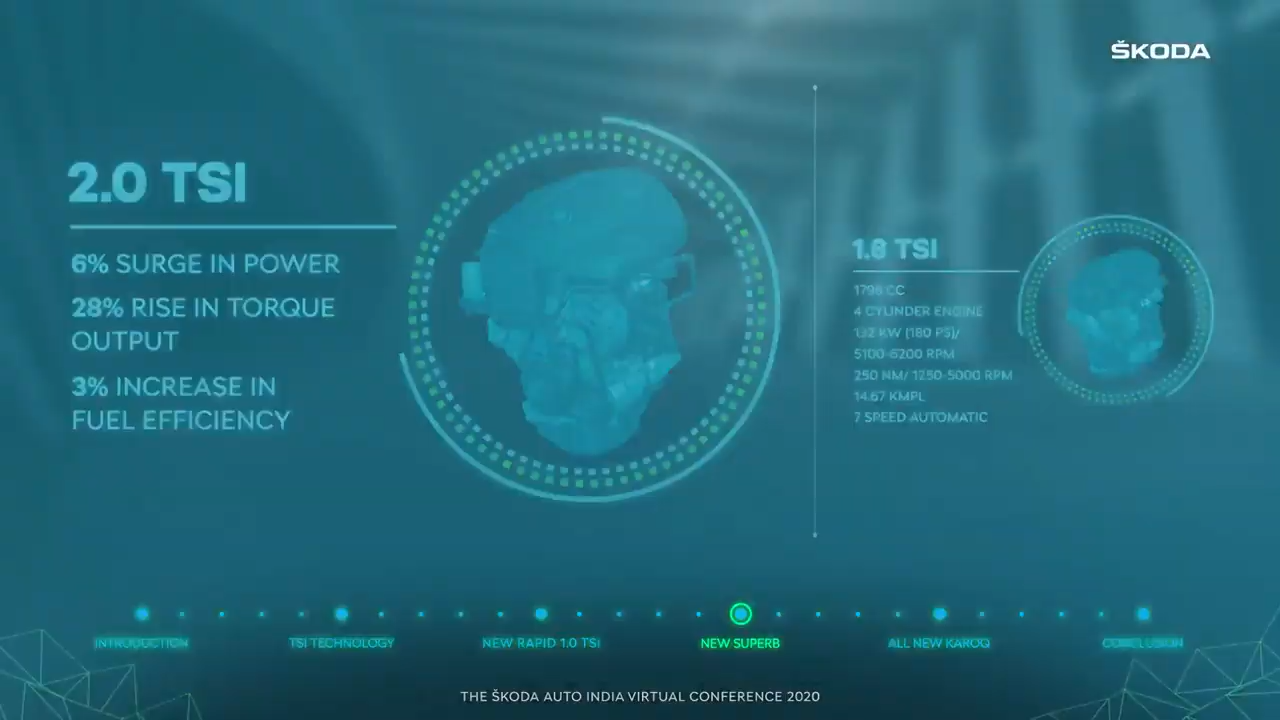 ŠKODA
2.0 TSI
6% SURGE IN POWER
28% RISE IN TORQUE
OUTPUT
3% INCREASE IN
FUEL EFFICIENCY
1.8 TSI
1798 CC
4 CYLINDER ENGINE
132 KW (180 PS)/
5100-6200 RPM
250 NM/ 1250-5000 RPM
14.67 KMPL
7 SPEED AUTOMATIC
INTRODUCTION
TSI TECHNOLOGY
NEW RAPID 1.0 TSI
NEW SUPERB
ALL NEW KAROQ
CONCLUSION
THE ŠKODA AUTO INDIA VIRTUAL CONFERENCE 2020